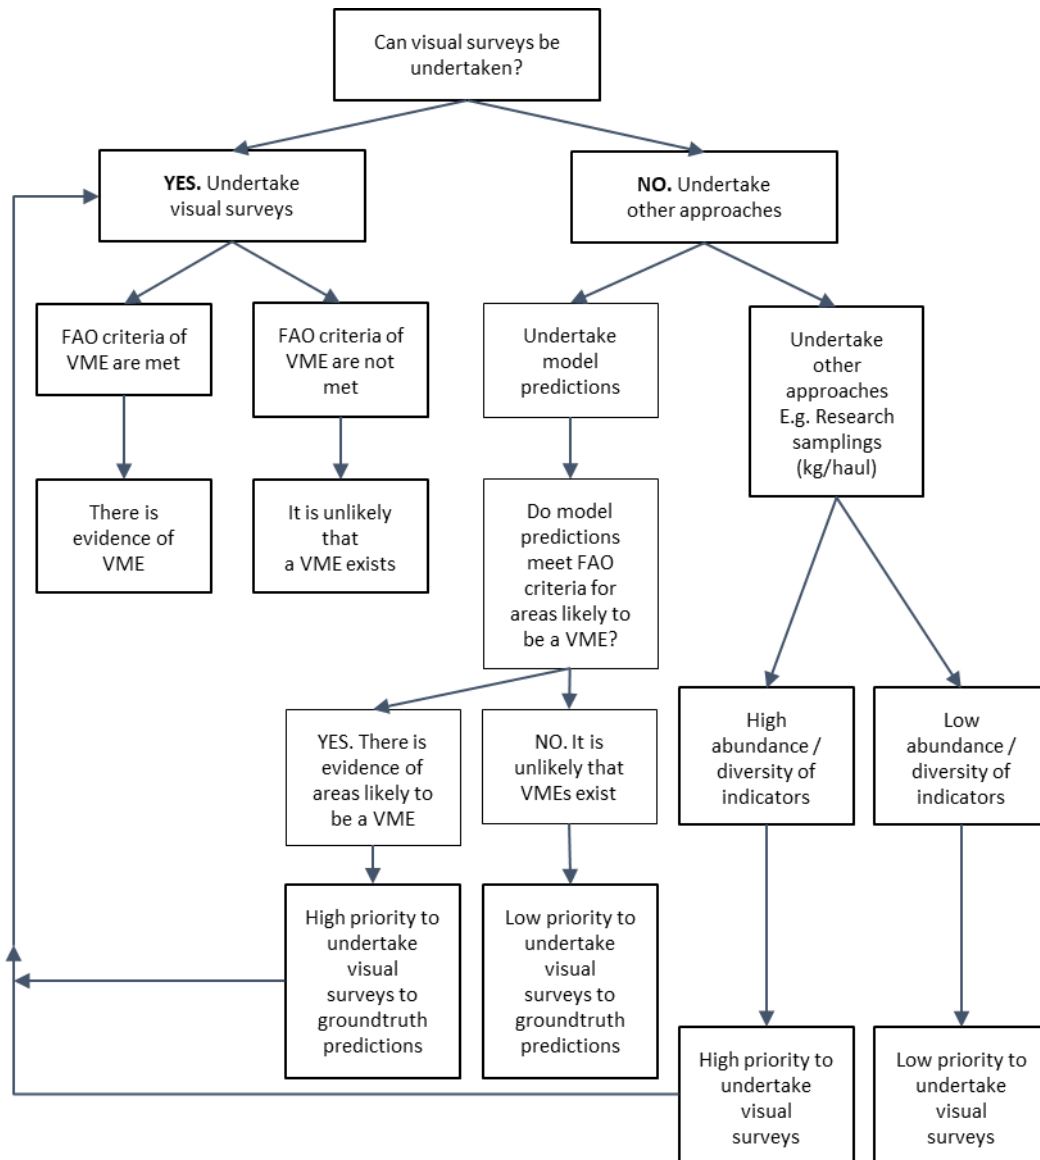 Can visual surveys be
undertaken?
YES. Undertake
visual surveys
NO. Undertake
other approaches
FAO criteria of
VME are met
FAO criteria of
VME are not
met
Undertake
model
predictions
Undertake
other
approaches
E.g. Research
samplings
(kg/haul)
There is
evidence of
VME
It is unlikely
that
a VME exists
Do model
predictions
meet FAO
criteria for
areas likely to
be a VME?
YES. There is
evidence of
areas likely to
be a VME
NO. It is
unlikely that
VMEs exist
High
abundance /
diversity of
indicators
Low
abundance /
diversity of
indicators
High priority to
undertake
visual
surveys to
groundtruth
predictions
Low priority to
undertake
visual
surveys to
groundtruth
predictions
High priority to
undertake
visual
surveys
Low priority to
undertake
visual
surveys